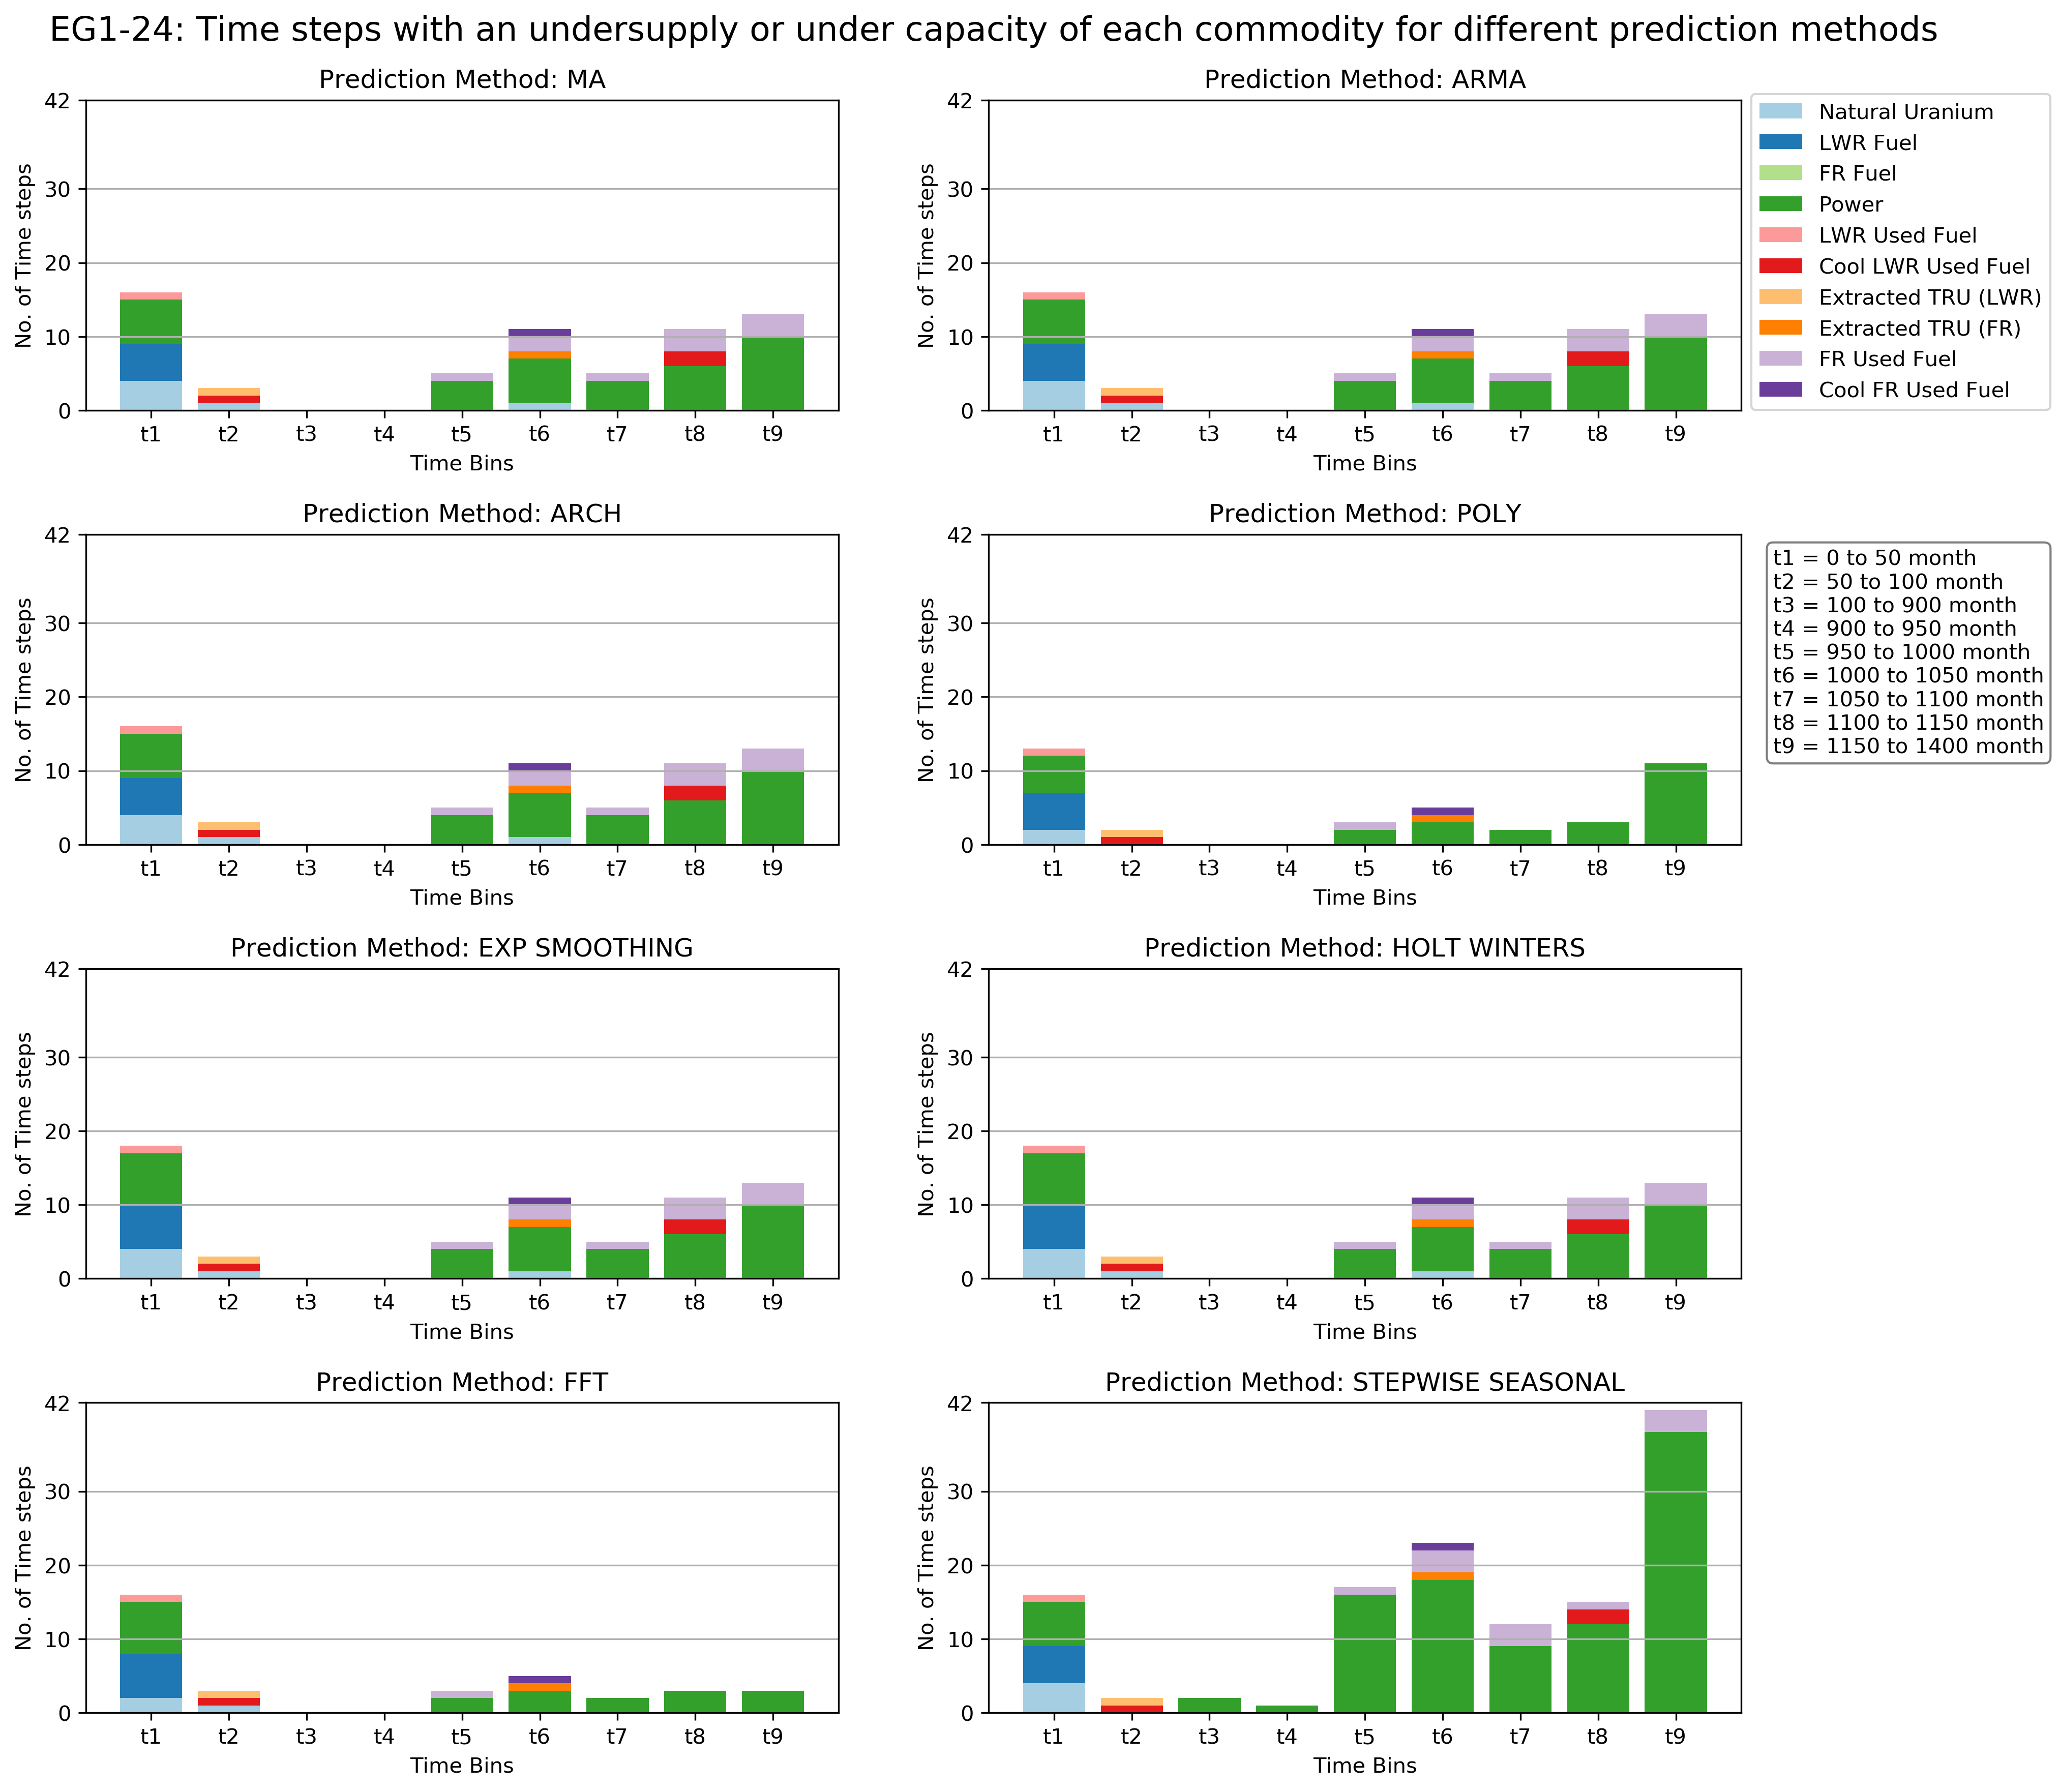 EG1-24: Time steps with an undersupply or under capacity of each commodity for different prediction methods
Prediction Method: MA
42
30
20
10
0
No. of Time steps
t1 t2 t3 t4 t5 t6 t7 t8 t9
Time Bins
Prediction Method: ARMA
42
30
20
10
0
No. of Time steps
t1 t2 t3 t4 t5 t6 t7 t8 t9
Time Bins
Natural Uranium
LWR Fuel
FR Fuel
Power
LWR Used Fuel
Cool LWR Used Fuel
Extracted TRU (LWR)
Extracted TRU (FR)
FR Used Fuel
Cool FR Used Fuel
Prediction Method: ARCH
42
30
20
10
0
No. of Time steps
t1 t2 t3 t4 t5 t6 t7 t8 t9
Time Bins
Prediction Method: POLY
42
30
20
10
0
No. of Time steps
t1 t2 t3 t4 t5 t6 t7 t8 t9
Time Bins
t1 = 0 to 50 month
t2 = 50 to 100 month
t3 = 100 to 900 month
t4 = 900 to 950 month
t5 = 950 to 1000 month
t6 = 1000 to 1050 month
t7 = 1050 to 1100 month
t8 = 1100 to 1150 month
t9 = 1150 to 1400 month
Prediction Method: EXP SMOOTHING
42
30
20
10
0
No. of Time steps
t1 t2 t3 t4 t5 t6 t7 t8 t9
Time Bins
Prediction Method: HOLT WINTERS
42
30
20
10
0
No. of Time steps
t1 t2 t3 t4 t5 t6 t7 t8 t9
Time Bins
Prediction Method: FFT
42
30
20
10
0
No. of Time steps
t1 t2 t3 t4 t5 t6 t7 t8 t9
Time Bins
Prediction Method: STEPWISE SEASONAL
42
30
20
10
0
No. of Time steps
t1 t2 t3 t4 t5 t6 t7 t8 t9
Time Bins